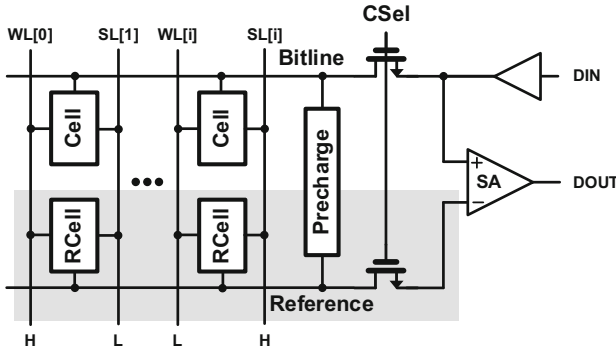 CSel
WL[0] SL[1] WL[i] SL[i]
Bitline
DIN
Cell Cell
Precharge
+
SA
−
DOUT
RCell RCell
Reference
H L L H